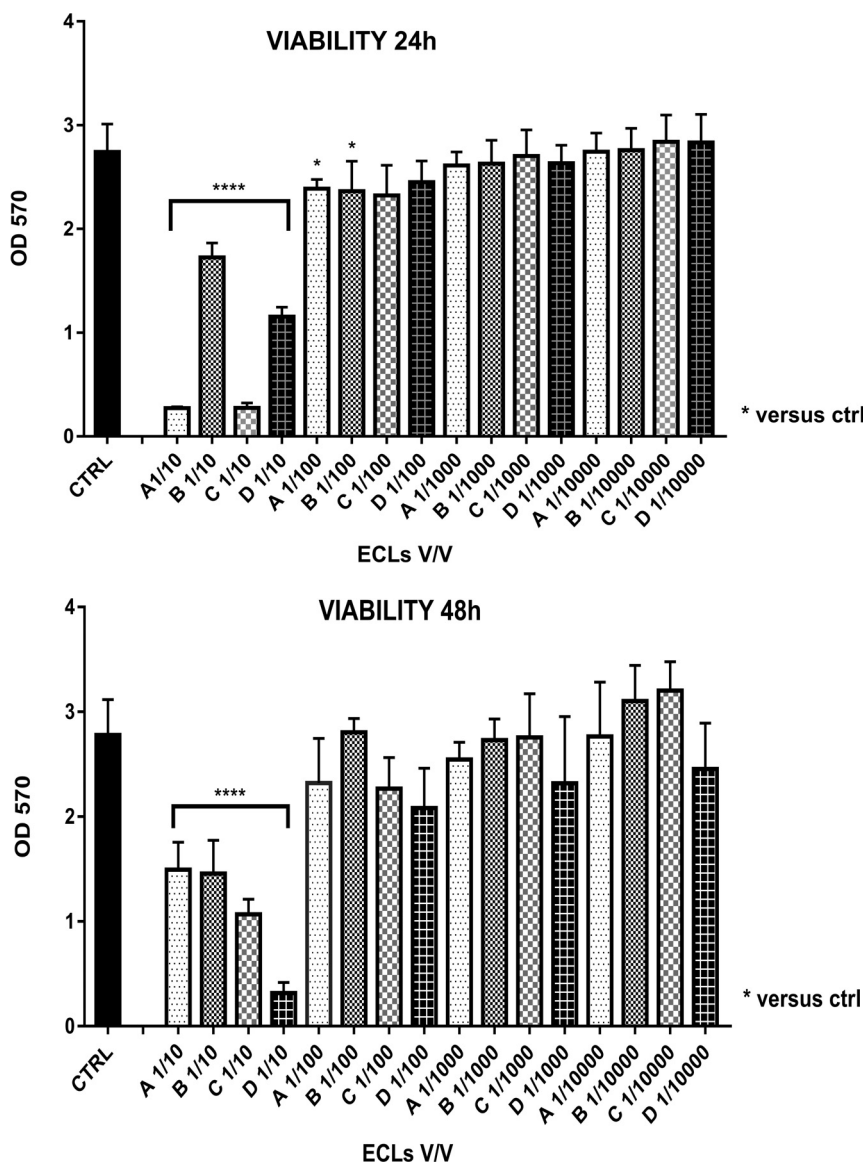 VIABILITY 24h
4
3
2
1
0
OD 570
****
*
*
* versus ctrl
CTRL
A 1/10
B 1/10
C 1/10
D 1/10
A 1/100
B 1/100
C 1/100
D 1/100
A 1/1000
B 1/1000
C 1/1000
D 1/1000
A 1/10000
B 1/10000
C 1/10000
D 1/10000
ECLs V/V
VIABILITY 48h
4
3
2
1
0
OD 570
****
* versus ctrl
CTRL
A 1/10
B 1/10
C 1/10
D 1/10
A 1/100
B 1/100
C 1/100
D 1/100
A 1/1000
B 1/1000
C 1/1000
D 1/1000
A 1/10000
B 1/10000
C 1/10000
D 1/10000
ECLs V/V